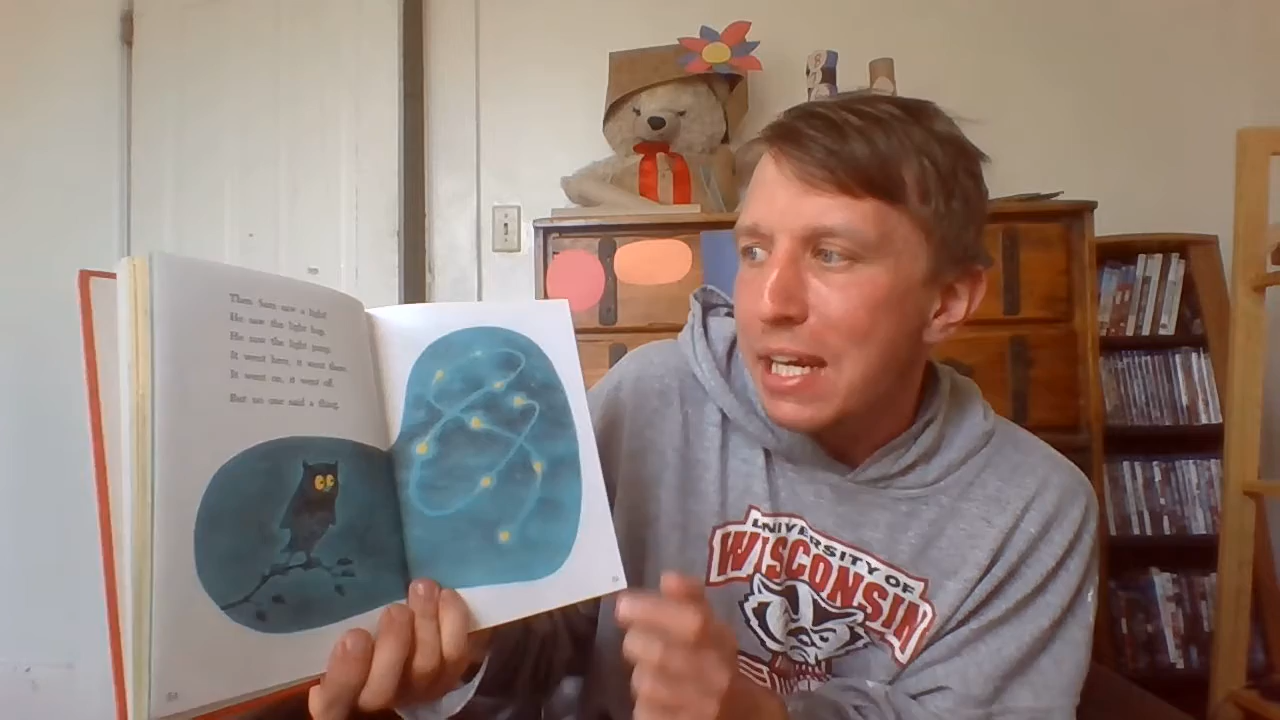 Then Sam saw a light!
He saw the light hop.
He saw the light jump.
It went here, it went there.
It went on, it went off.
But no one said a thing.
UNIVERSITY OF
WISCONSIN